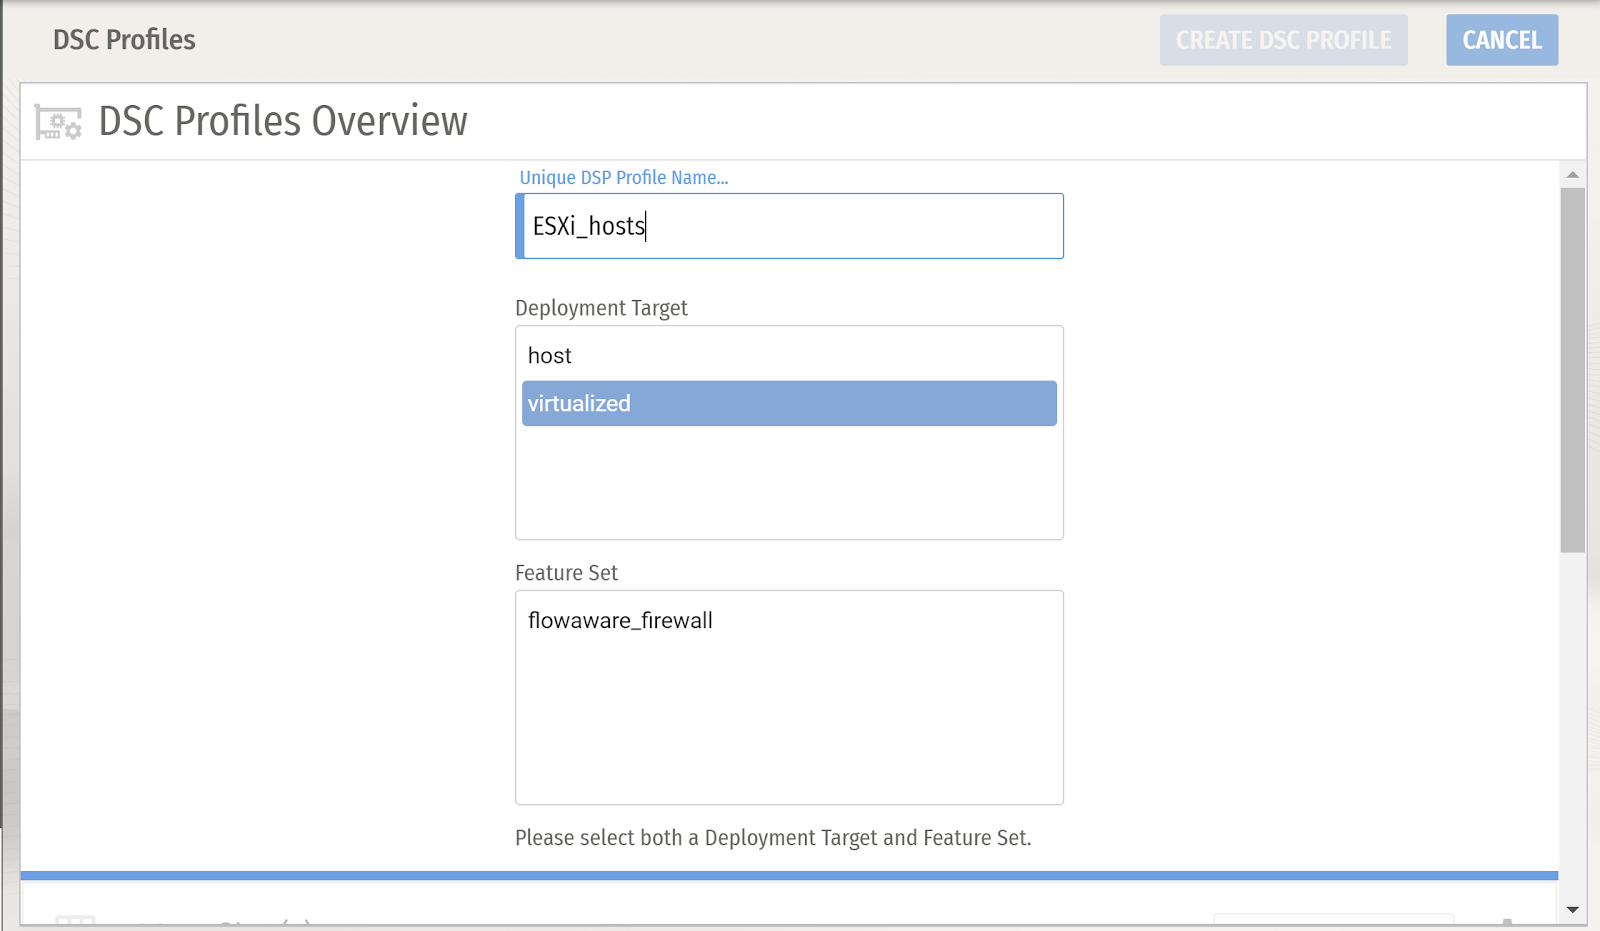 DSC Profiles
CREATE DSC PROFILE
CANCEL
DSC Profiles Overview
Unique DSP Profile Name...
ESXi_hosts
Deployment Target
host
virtualized
Feature Set
flowaware_firewall
Please select both a Deployment Target and Feature Set.